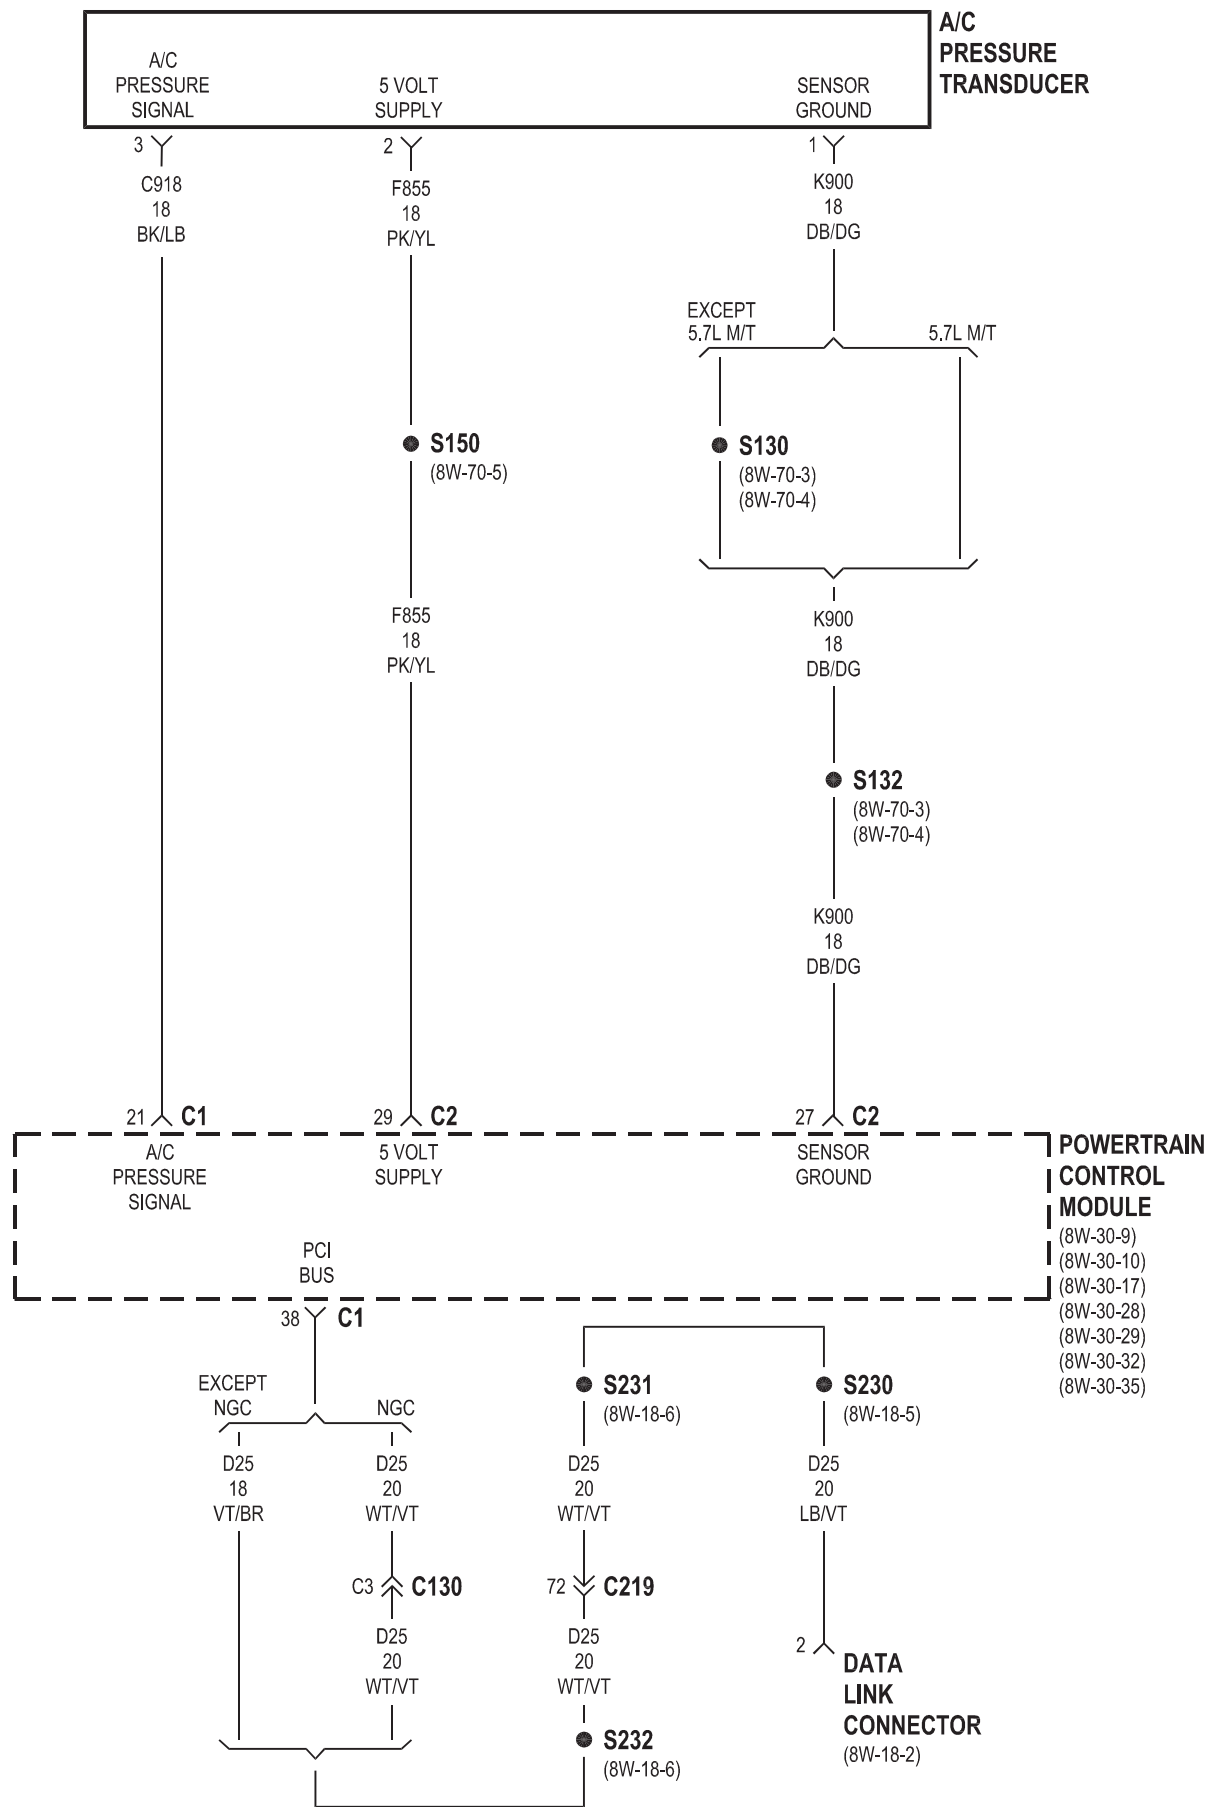 A/C
PRESSURE
TRANSDUCER
A/C
PRESSURE
SIGNAL
5 VOLT
SUPPLY
SENSOR
GROUND
3
2
1
C918
18
BK/LB
F855
18
PK/YL
K900
18
DB/DG
EXCEPT
5.7L M/T
5.7L M/T
S150
(8W-70-5)
S130
(8W-70-3)
(8W-70-4)
F855
18
PK/YL
K900
18
DB/DG
S132
(8W-70-3)
(8W-70-4)
K900
18
DB/DG
21
C1
29
C2
27
C2
A/C
PRESSURE
SIGNAL
5 VOLT
SUPPLY
SENSOR
GROUND
POWERTRAIN
CONTROL
MODULE
(8W-30-9)
(8W-30-10)
(8W-30-17)
(8W-30-28)
(8W-30-29)
(8W-30-32)
(8W-30-35)
PCI
BUS
38
C1
EXCEPT
NGC
NGC
S231
(8W-18-6)
S230
(8W-18-5)
D25
18
VT/BR
D25
20
WT/VT
D25
20
WT/VT
D25
20
LB/VT
C3
C130
72
C219
D25
20
WT/VT
D25
20
WT/VT
2
DATA
LINK
CONNECTOR
(8W-18-2)
S232
(8W-18-6)